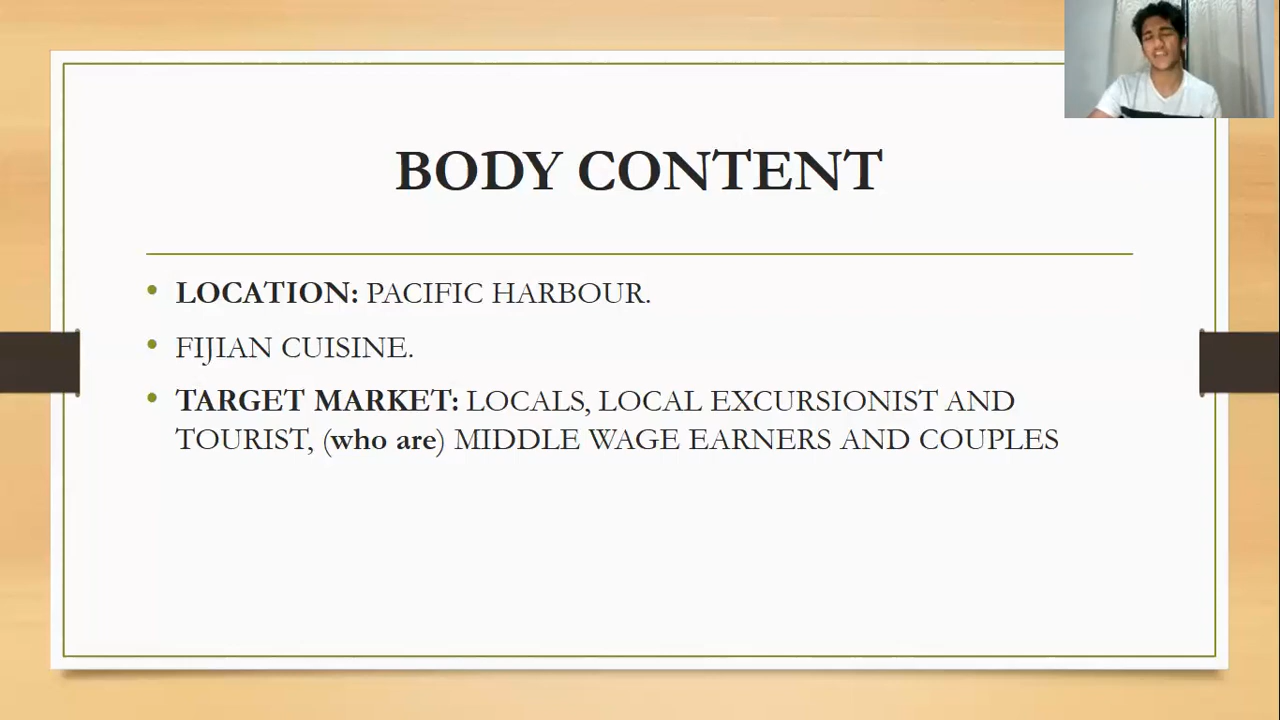 BODY CONTENT
• LOCATION: PACIFIC HARBOUR.
• FIJIAN CUISINE.
• TARGET MARKET: LOCALS, LOCAL EXCURSIONIST AND
TOURIST, (who are) MIDDLE WAGE EARNERS AND COUPLES